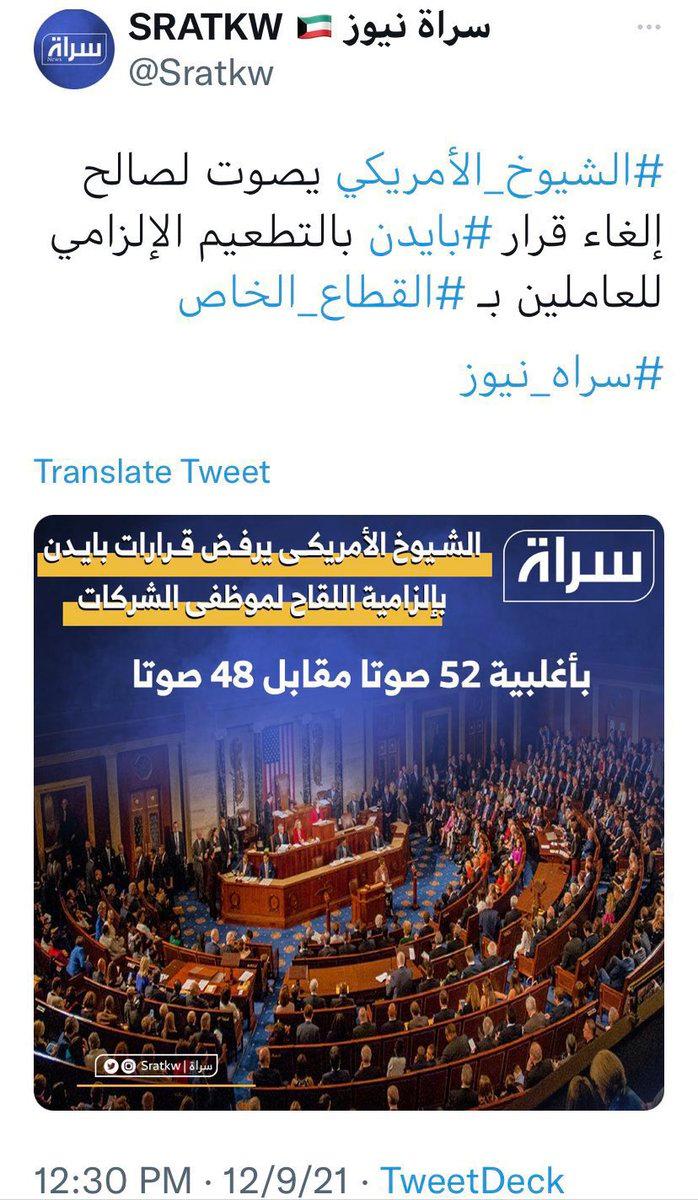 سراة نيوز 🇰🇼 SRATKW
@Sratkw
سراة
News
#الشيوخ_الأمريكي يصوت لصالح
إلغاء قرار #بايدن بالتطعيم الإلزامي
للعاملين بـ #القطاع_الخاص
#سراه_نيوز
Translate Tweet
سراة
الشيوخ الأمريكى يرفض قرارات بايدن
بإلزامية اللقاح لموظفى الشركات
بأغلبية 52 صوتا مقابل 48 صوتا
Sratkw | سراة
12:30 PM · 12/9/21 · TweetDeck